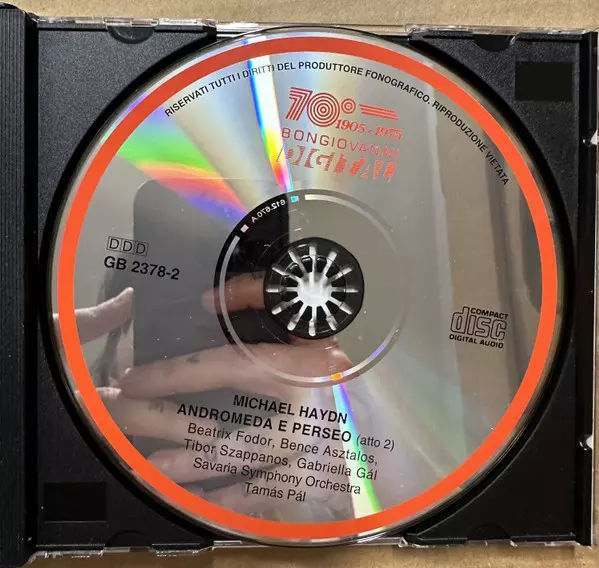 RISERVATI TUTTI I DIRITTI DEL PRODUTTORE FONOGRAFICO. RIPRODUZIONE VIETATA
70°
1905-1975
BONGIOVANNI
DIGITAL
DDD
GB 2378-2
COMPACT
disc
DIGITAL AUDIO
MICHAEL HAYDN
ANDROMEDA E PERSEO (atto 2)
Beatrix Fodor, Bence Asztalos,
Tibor Szappanos, Gabriella Gál
Savaria Symphony Orchestra
Tamás Pál